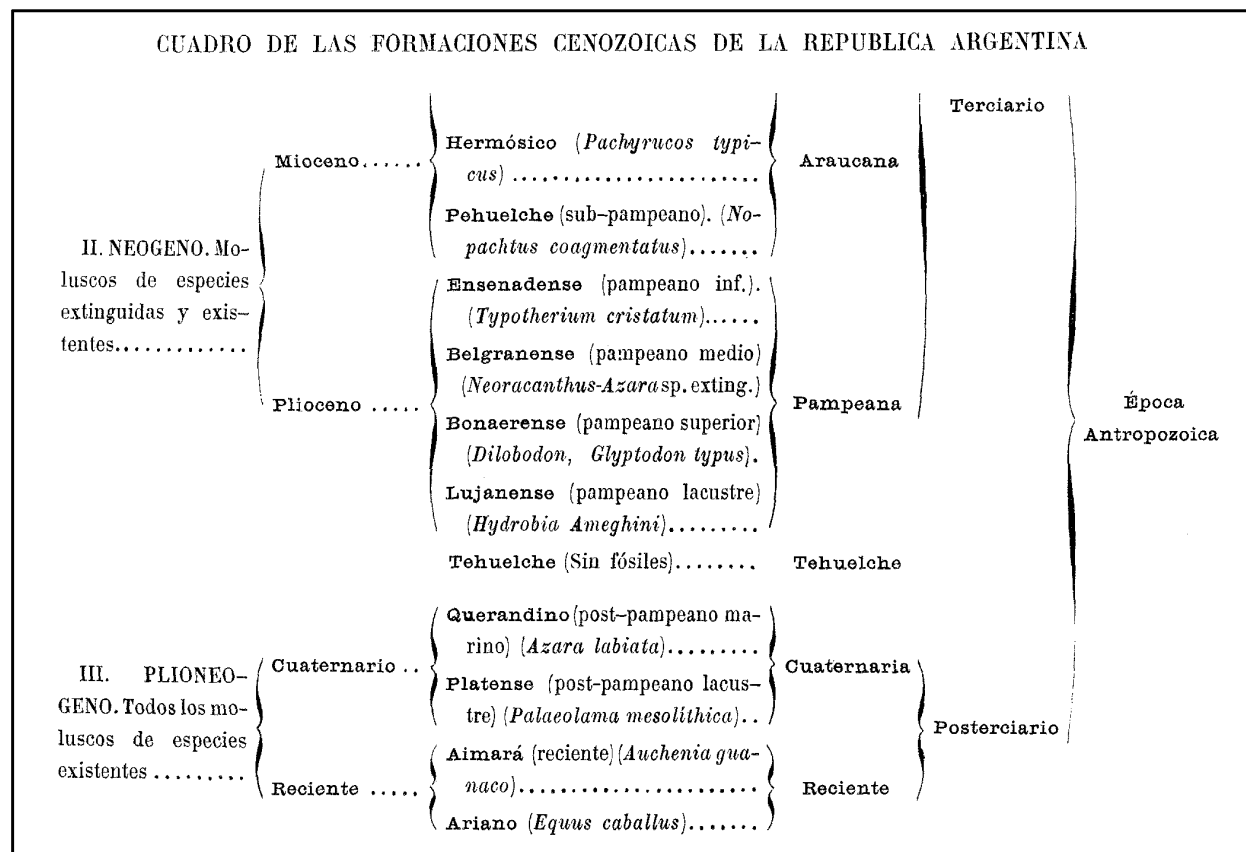 CUADRO DE LAS FORMACIONES CENOZOICAS DE LA REPUBLICA ARGENTINA
II. NEOGENO. Mo-
luscos de especies
extinguidas y exis-
tentes.............
Mioceno......
Hermósico (Pachyrucos typi-
cus) ........................
Pehuelche (sub-pampeano). (No-
pachtus coagmentatus).......
Araucana
Terciario
Plioceno .....
Ensenadense (pampeano inf.).
(Typotherium cristatum)......
Belgranense (pampeano medio)
(Neoracanthus-Azara sp. exting.)
Bonaerense (pampeano superior)
(Dilobodon, Glyptodon typus).
Lujanense (pampeano lacustre)
(Hydrobia Ameghini).........
Pampeana
Tehuelche (Sin fósiles)........
Tehuelche
Época
Antropozoica
III. PLIONEO-
GENO. Todos los mo-
luscos de especies
existentes .........
Cuaternario ..
Querandino (post-pampeano ma-
rino) (Azara labiata).........
Platense (post-pampeano lacus-
tre) (Palaeolama mesolithica)..
Cuaternaria
Posterciario
Reciente .....
Aimará (reciente) (Auchenia gua-
naco)........................
Ariano (Equus caballus).......
Reciente